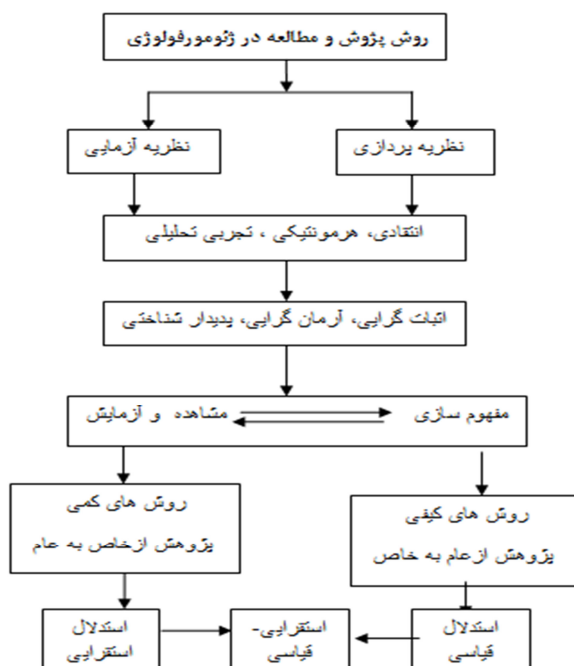 روش پژوش و مطالعه در ژئومورفولوژی
نظریه پردازی
نظریه آزمایی
انتقادی، هرمونتیکی ، تجربی تحلیلی
اثبات گرایی، آرمان گرایی، پدیدار شناختی
مفهوم سازی
مشاهده و آزمایش
روش های کیفی
پژوهش ازعام به خاص
روش های کمی
پژوهش ازخاص به عام
استدلال
قیاسی
استقرایی-
قیاسی
استدلال
استقرایی